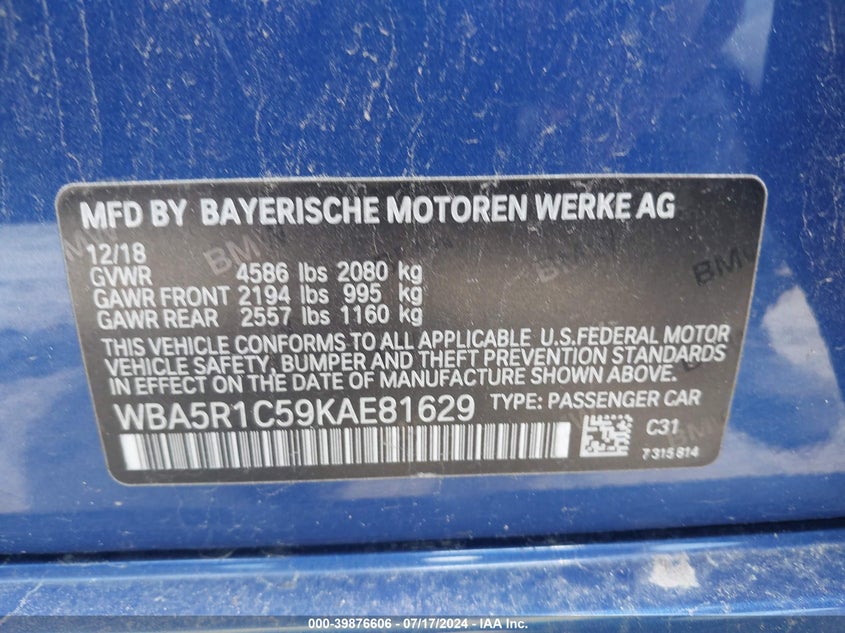 MFD BY BAYERISCHE MOTOREN WERKE AG
12/18
GVWR 4586 lbs 2080 kg
GAWR FRONT 2194 lbs 995 kg
GAWR REAR 2557 lbs 1160 kg
THIS VEHICLE CONFORMS TO ALL APPLICABLE U.S.FEDERAL MOTOR
VEHICLE SAFETY, BUMPER AND THEFT PREVENTION STANDARDS
IN EFFECT ON THE DATE OF MANUFACTURE SHOWN ABOVE.
WBA5R1C59KAE81629 TYPE: PASSENGER CAR
C31
7315814
BMW
BMW
000-39876606 - 07/17/2024 - IAA Inc.